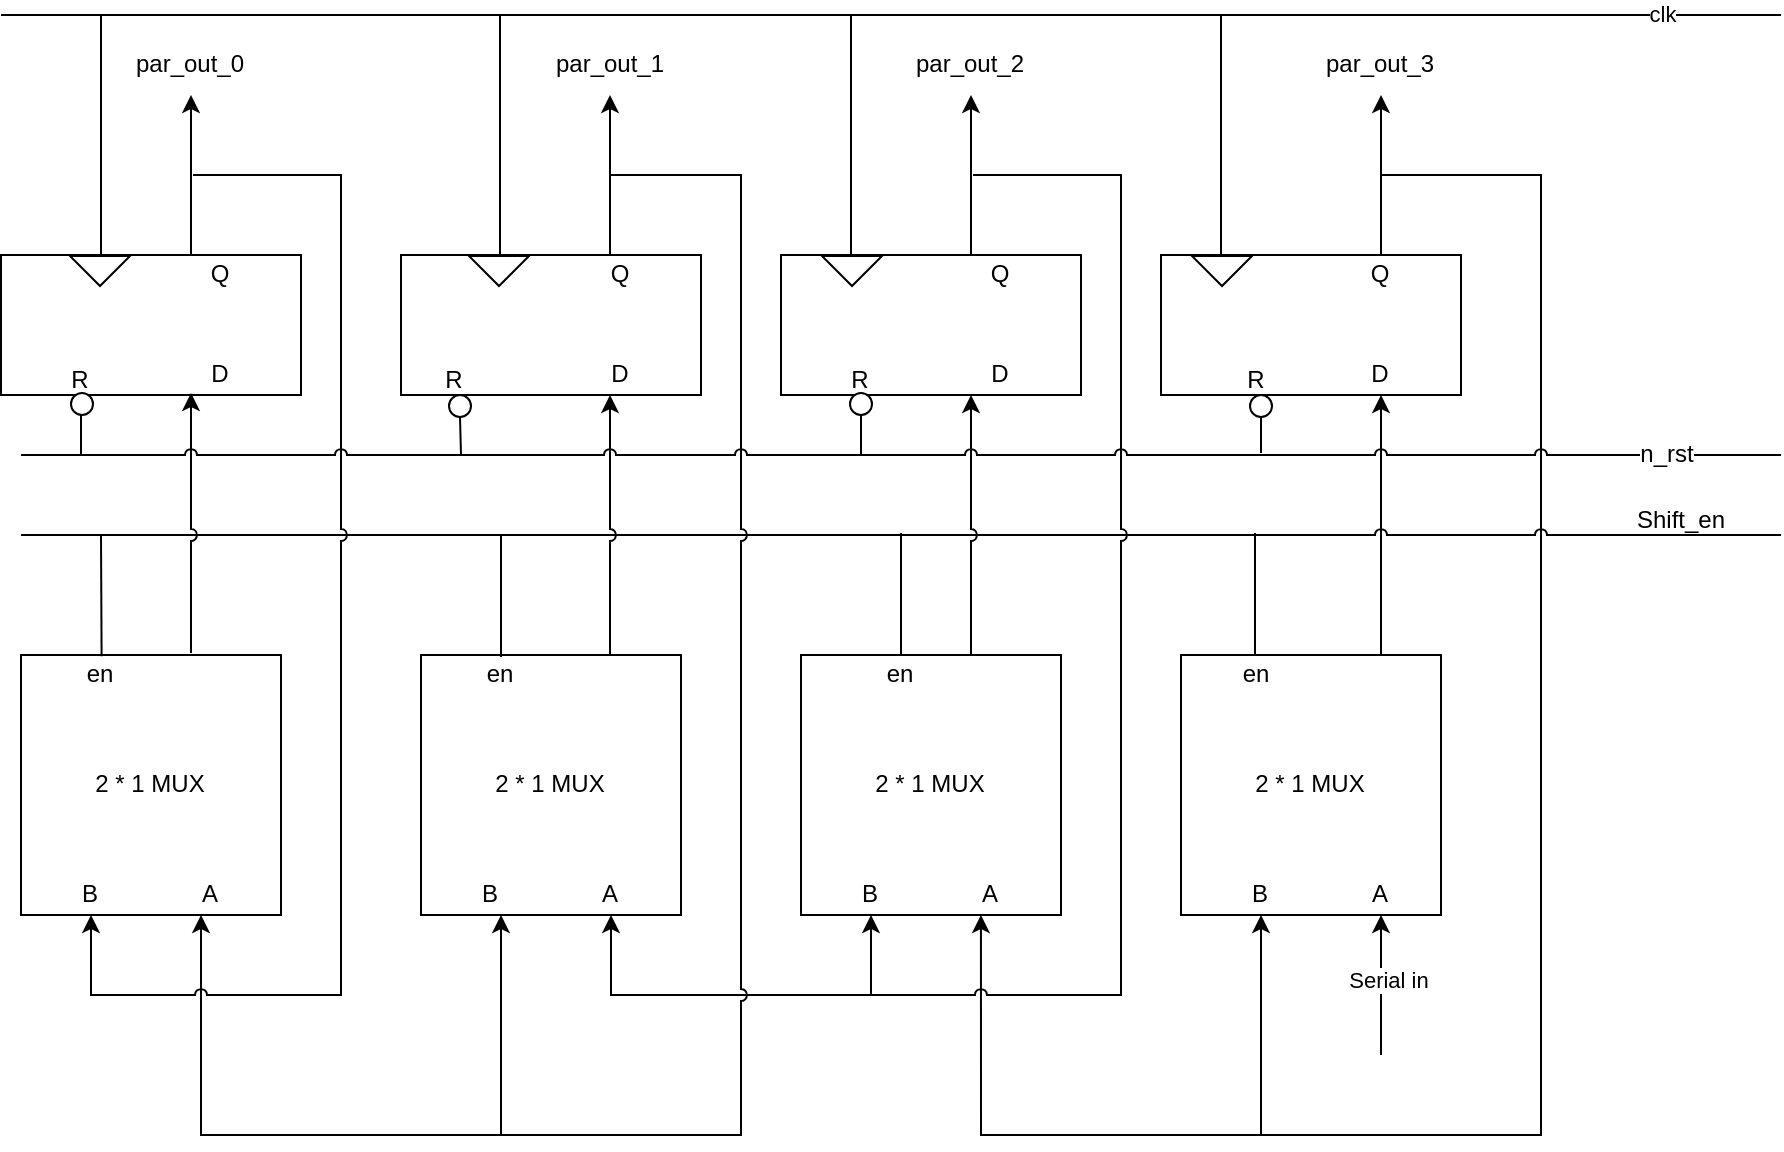 clk
par_out_0 par_out_1 par_out_2 par_out_3
Q Q Q Q
D D D D
R R R R
n_rst
Shift_en
en en en en
2 * 1 MUX 2 * 1 MUX 2 * 1 MUX 2 * 1 MUX
B A B A B A B A
Serial in